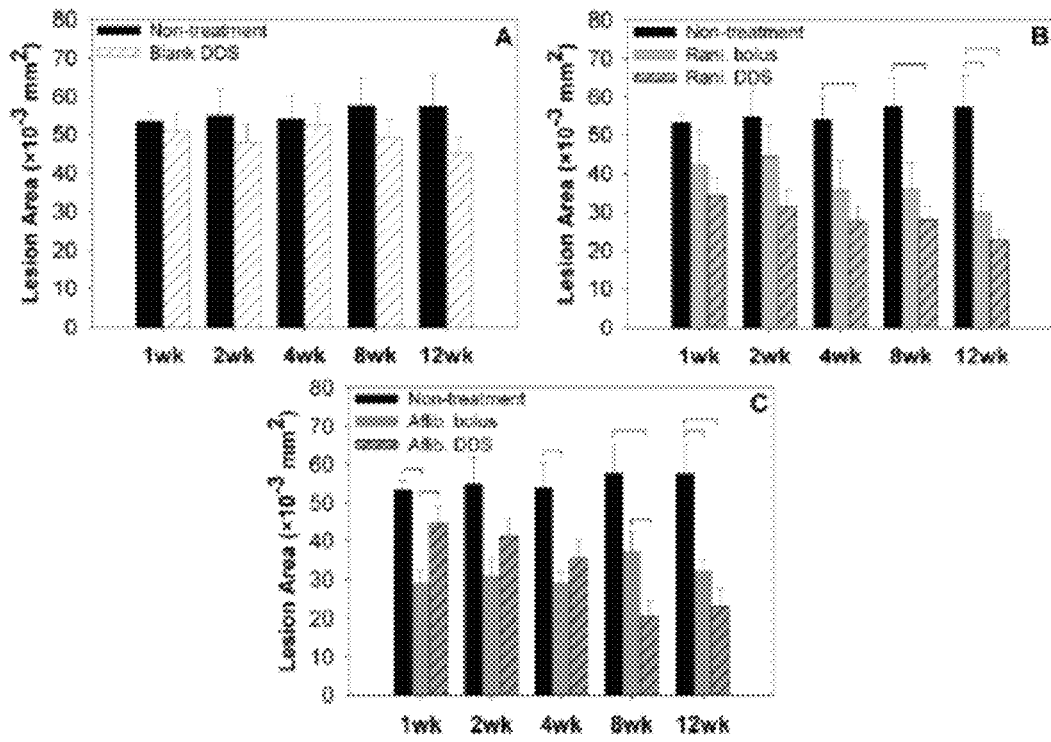 A
Non-treatment
Blank DDS
Lesion Area (×10⁻³ mm²)
80
70
60
50
40
30
20
10
0
1wk 2wk 4wk 8wk 12wk
B
Non-treatment
Rani. bolus
Rani. DDS
Lesion Area (×10⁻³ mm²)
80
70
60
50
40
30
20
10
0
1wk 2wk 4wk 8wk 12wk
C
Non-treatment
Aflib. bolus
Aflib. DDS
Lesion Area (×10⁻³ mm²)
80
70
60
50
40
30
20
10
0
1wk 2wk 4wk 8wk 12wk